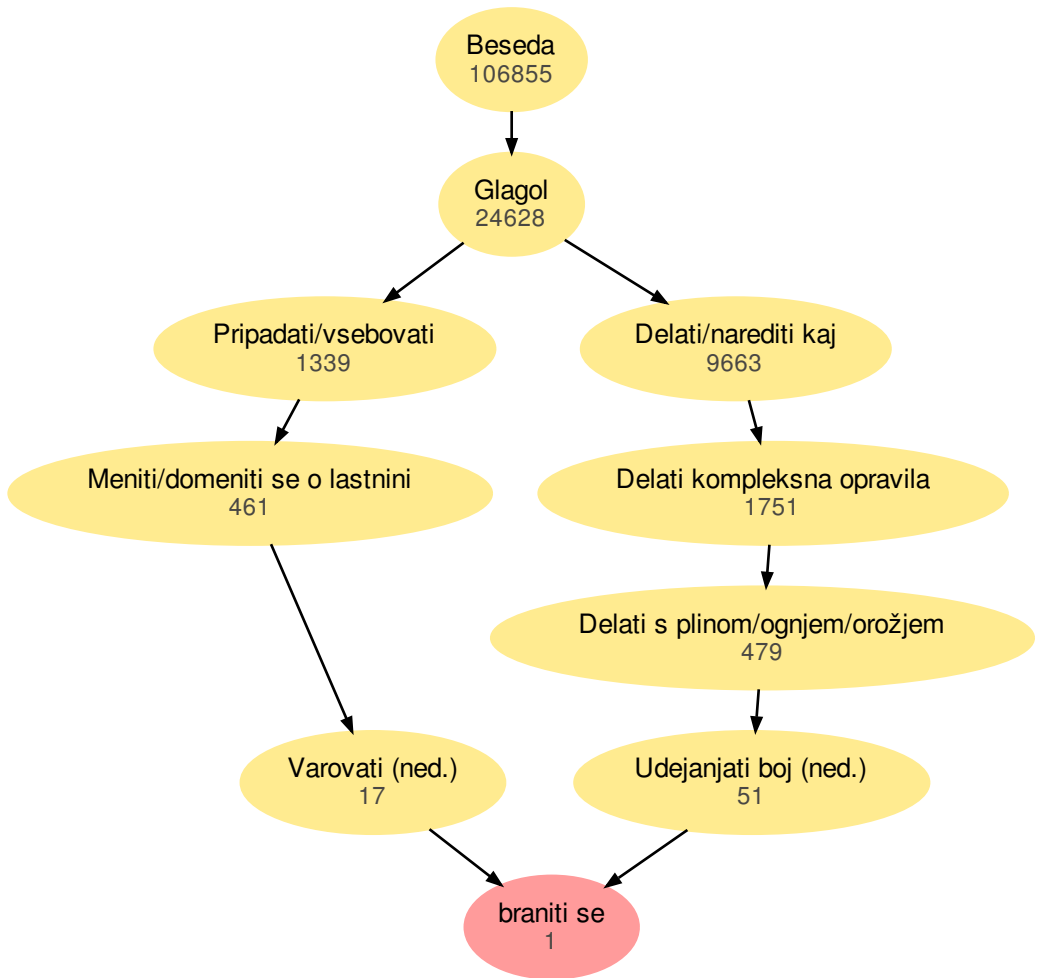 Beseda
106855
Glagol
24628
Pripadati/vsebovati
1339
Delati/narediti kaj
9663
Meniti/domeniti se o lastnini
461
Delati kompleksna opravila
1751
Delati s plinom/ognjem/orožjem
479
Varovati (ned.)
17
Udejanjati boj (ned.)
51
braniti se
1